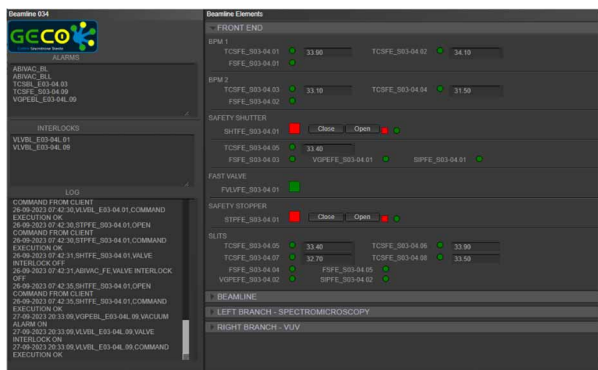 Beamline 034
GECO
ALARMS
ABIVAC_BL
ABIVAC_BLL
TCSBL_E03-04.03
TCSFE_S03-04.09
VGPEBL_E03-04L.09
INTERLOCKS
VLVBL_E03-04L.01
VLVBL_E03-04L.09
LOG
COMMAND FROM CLIENT
26-09-2023 07:42:30,VLVBL_E03-04.01,COMMAND
EXECUTION OK
26-09-2023 07:42:30,STPFE_S03-04.01,OPEN
COMMAND FROM CLIENT
26-09-2023 07:42:30,STPFE_S03-04.01,COMMAND
EXECUTION OK
26-09-2023 07:42:31,SHTFE_S03-04.01,VALVE
INTERLOCK OFF
26-09-2023 07:42:31,ABIVAC_FE,VALVE INTERLOCK
OFF
26-09-2023 07:42:35,SHTFE_S03-04.01,OPEN
COMMAND FROM CLIENT
26-09-2023 07:42:35,SHTFE_S03-04.01,COMMAND
EXECUTION OK
27-09-2023 20:33:09,VGPEBL_E03-04L.09,VACUUM
ALARM ON
27-09-2023 20:33:09,VLVBL_E03-04L.09,VALVE
INTERLOCK ON
27-09-2023 20:33:09,VLVBL_E03-04L.09,COMMAND
EXECUTION OK
Beamline Elements
FRONT END
BPM 1
TCSFE_S03-04.01 33.90 TCSFE_S03-04.02 34.10
FSFE_S03-04.01
BPM 2
TCSFE_S03-04.03 33.10 TCSFE_S03-04.04 31.50
FSFE_S03-04.02
SAFETY SHUTTER
SHTFE_S03-04.01 Close Open
TCSFE_S03-04.05 33.40
FSFE_S03-04.03 VGPEFE_S03-04.01 SIPFE_S03-04.01
FAST VALVE
FVLVFE_S03-04.01
SAFETY STOPPER
STPFE_S03-04.01 Close Open
SLITS
TCSFE_S03-04.05 33.40 TCSFE_S03-04.06 33.90
TCSFE_S03-04.07 32.70 TCSFE_S03-04.08 33.50
FSFE_S03-04.04 FSFE_S03-04.05
VGPEFE_S03-04.02 SIPFE_S03-04.02
BEAMLINE
LEFT BRANCH - SPECTROMICROSCOPY
RIGHT BRANCH - VUV